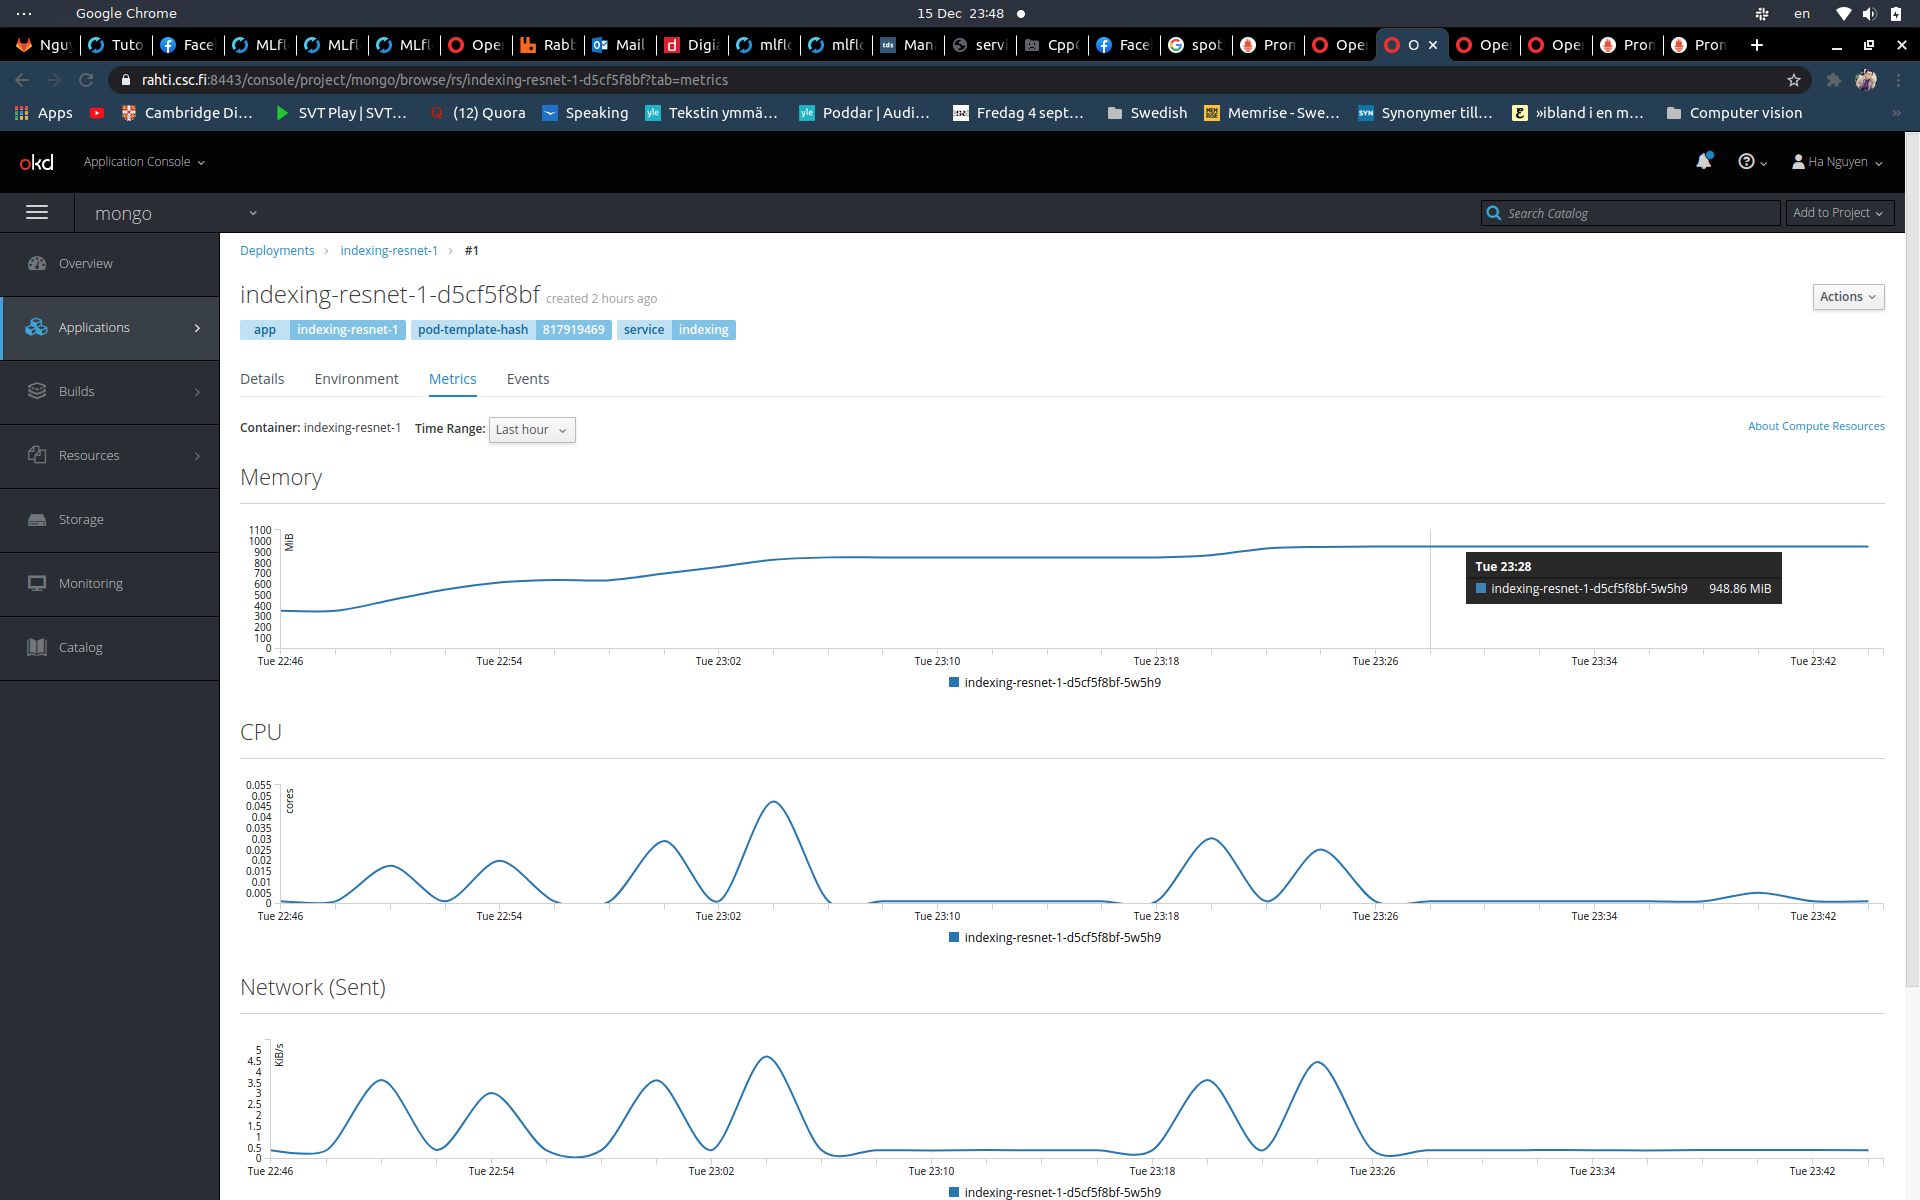 Google Chrome
15 Dec 23:48
en
Nguy Tuto Face MLfl MLfl MLfl Oper Rabb Mail Digia mlflo mlflo Man servi CppC Face spot Pron Oper O Oper Oper Pron Pron
rahti.csc.fi:8443/console/project/mongo/browse/rs/indexing-resnet-1-d5cf5f8bf?tab=metrics
Apps Cambridge Di... SVT Play | SVT... (12) Quora Speaking Tekstin ymmä... Poddar | Audi... Fredag 4 sept... Swedish Memrise - Swe... Synonymer till... »ibland i en m... Computer vision
okd Application Console Ha Nguyen
mongo Search Catalog Add to Project
Overview
Applications
Builds
Resources
Storage
Monitoring
Catalog
Deployments indexing-resnet-1 #1
indexing-resnet-1-d5cf5f8bf created 2 hours ago
Actions
app indexing-resnet-1 pod-template-hash 817919469 service indexing
Details Environment Metrics Events
Container: indexing-resnet-1 Time Range: Last hour About Compute Resources
Memory
1100
1000
900
800
700
600
500
400
300
200
100
0
MiB
Tue 23:28
indexing-resnet-1-d5cf5f8bf-5w5h9 948.86 MiB
Tue 22:46 Tue 22:54 Tue 23:02 Tue 23:10 Tue 23:18 Tue 23:26 Tue 23:34 Tue 23:42
indexing-resnet-1-d5cf5f8bf-5w5h9
CPU
0.055
0.05
0.045
0.04
0.035
0.03
0.025
0.02
0.015
0.01
0.005
0
cores
Tue 22:46 Tue 22:54 Tue 23:02 Tue 23:10 Tue 23:18 Tue 23:26 Tue 23:34 Tue 23:42
indexing-resnet-1-d5cf5f8bf-5w5h9
Network (Sent)
5
4.5
4
3.5
3
2.5
2
1.5
1
0.5
0
KiB/s
Tue 22:46 Tue 22:54 Tue 23:02 Tue 23:10 Tue 23:18 Tue 23:26 Tue 23:34 Tue 23:42
indexing-resnet-1-d5cf5f8bf-5w5h9